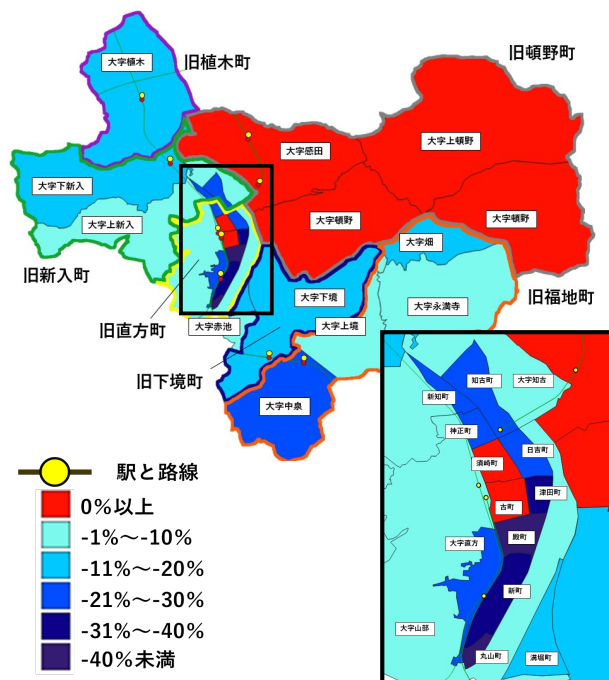 旧植木町
大字植木
旧頓野町
大字感田
大字上頓野
大字下新入
大字上新入
大字頓野
大字頓野
大字畑
旧新入町
大字下境
大字永満寺
旧福地町
旧直方町
大字赤池
大字上境
旧下境町
大字中泉
知古町
大字知古
新知町
神正町
日吉町
須崎町
津田町
古町
殿町
大字直方
新町
大字山部
丸山町
溝堀町
駅と路線
0%以上
-1%～-10%
-11%～-20%
-21%～-30%
-31%～-40%
-40%未満